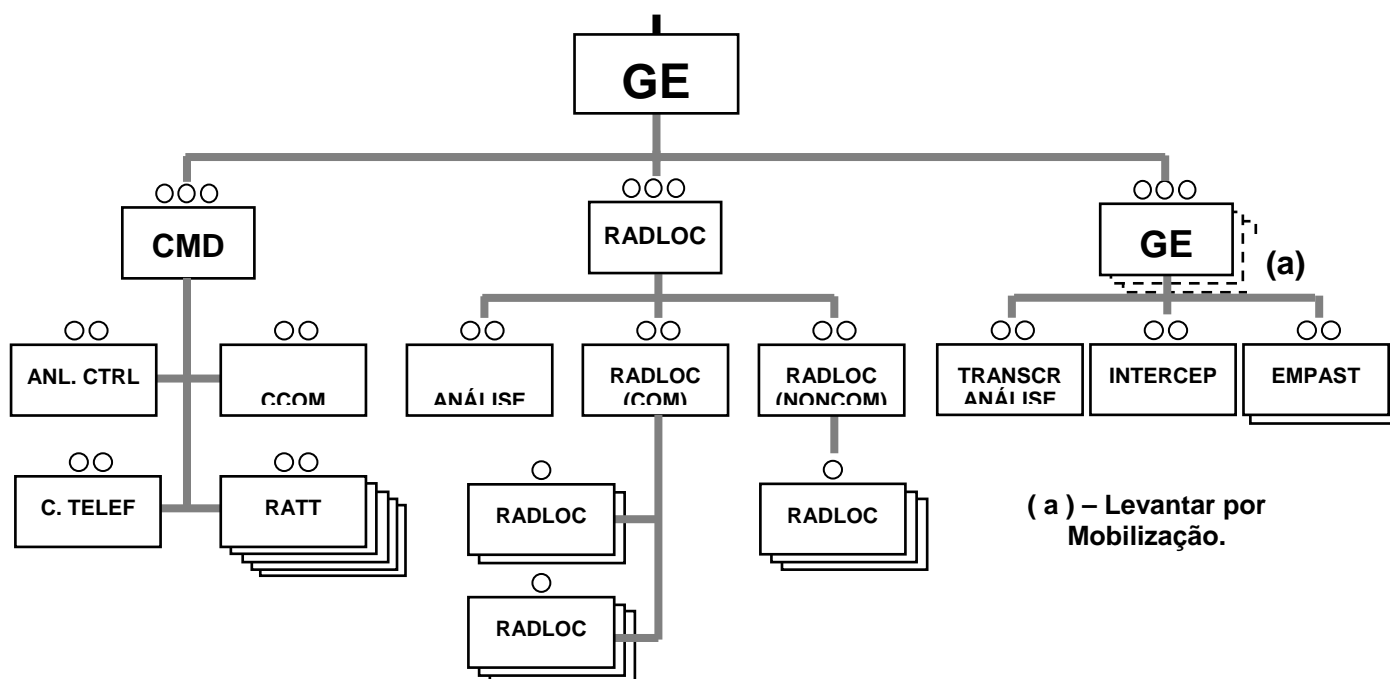 GE
CMD
RADLOC
GE
(a)
ANL. CTRL
CCOM
ANÁLISE
RADLOC
(COM)
RADLOC
(NONCOM)
TRANSCR
ANÁLISE
INTERCEP
EMPAST
C. TELEF
RATT
RADLOC
RADLOC
( a ) – Levantar por
Mobilização.
RADLOC